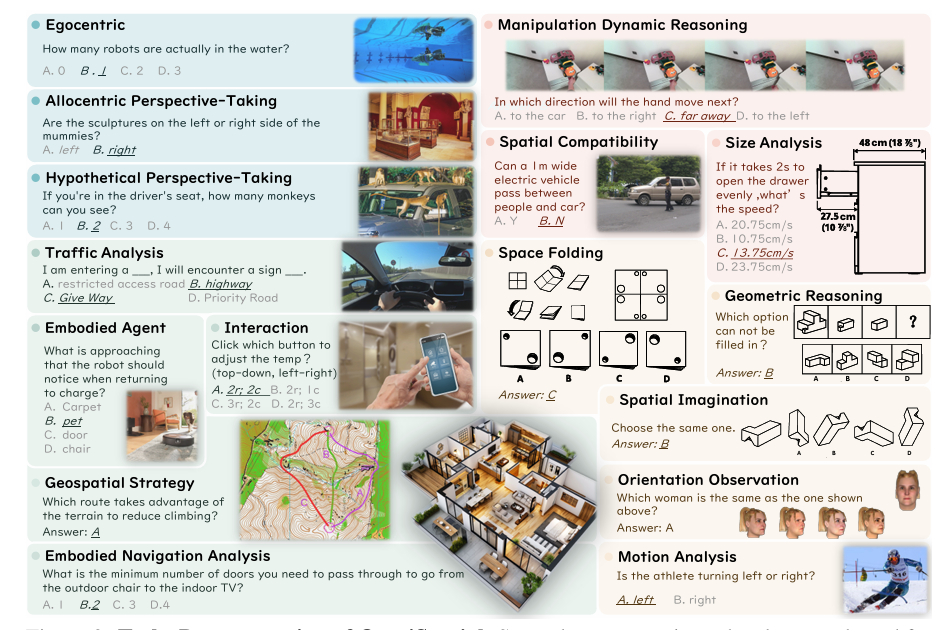 Egocentric
How many robots are actually in the water?
A. 0 B. 1 C. 2 D. 3
Allocentric Perspective-Taking
Are the sculptures on the left or right side of the
mummies?
A. left B. right
Hypothetical Perspective-Taking
If you're in the driver's seat, how many monkeys
can you see?
A. 1 B. 2 C. 3 D. 4
Traffic Analysis
I am entering a ___, I will encounter a sign ___.
A. restricted access road B. highway
C. Give Way D. Priority Road
Embodied Agent
What is approaching
that the robot should
notice when returning
to charge?
A. Carpet
B. pet
C. door
D. chair
Interaction
Click which button to
adjust the temp?
(top-down, left-right)
A. 2r; 2c B. 2r; 1c
C. 3r; 2c D. 2r; 3c
Geospatial Strategy
Which route takes advantage of
the terrain to reduce climbing?
Answer: A
B
A
C
Embodied Navigation Analysis
What is the minimum number of doors you need to pass through to go from
the outdoor chair to the indoor TV?
A. 1 B.2 C. 3 D.4
Manipulation Dynamic Reasoning
In which direction will the hand move next?
A. to the car B. to the right C. far away D. to the left
Spatial Compatibility
Can a 1m wide
electric vehicle
pass between
people and car?
A. Y B. N
Size Analysis
If it takes 2s to
open the drawer
evenly ,what's
the speed?
A. 20.75cm/s
B. 10.75cm/s
C. 13.75cm/s
D. 23.75cm/s
48 cm (18 ⅞")
27.5 cm
(10 ⅞")
Space Folding
A B C D
Answer: C
Geometric Reasoning
Which option
can not be
filled in?
Answer: B
?
A B C D
Spatial Imagination
Choose the same one.
Answer: B
A B C D
Orientation Observation
Which woman is the same as the one shown
above?
Answer: A
Motion Analysis
Is the athlete turning left or right?
A. left B. right